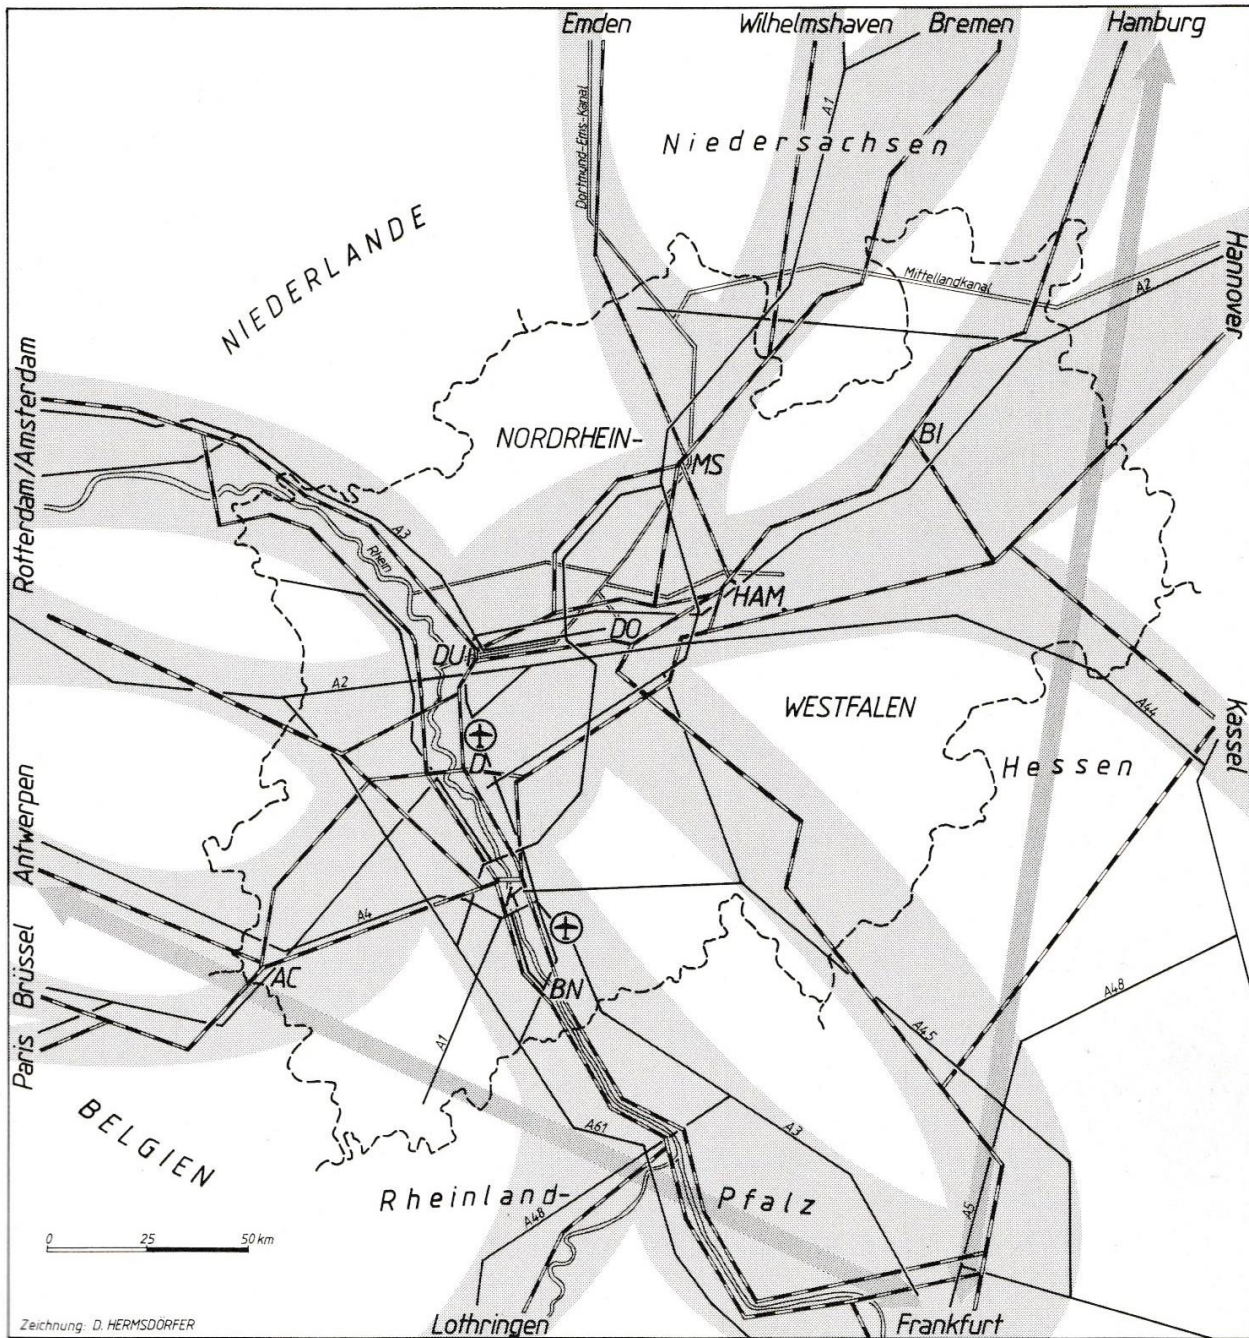 Emden
Wilhelmshaven
Bremen
Hamburg
Dortmund-Ems-Kanal
A1
Niedersachsen
NIEDERLANDE
Mittellandkanal
A2
Hannover
Rotterdam/Amsterdam
NORDRHEIN-
BI
MS
A3
Rhein
HAM
DO
DU
A2
WESTFALEN
A44
Kassel
D
Hessen
Antwerpen
K
A4
Brüssel
AC
BN
A48
A1
A45
Paris
BELGIEN
A61
A3
Rheinland-
Pfalz
A48
A5
0 25 50 km
Zeichnung: D. HERMSDÖRFER
Lothringen
Frankfurt